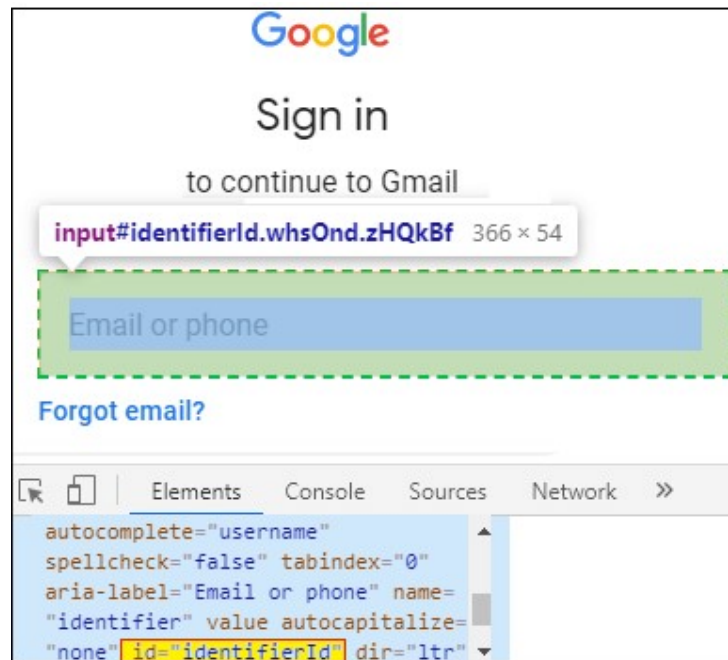 Google
Sign in
to continue to Gmail
input#identifierId.whsOnd.zHQkBf 366 × 54
Email or phone
Forgot email?
Elements Console Sources Network »
autocomplete="username"
spellcheck="false" tabindex="0"
aria-label="Email or phone" name=
"identifier" value autocapitalize=
"none" id="identifierId" dir="ltr"